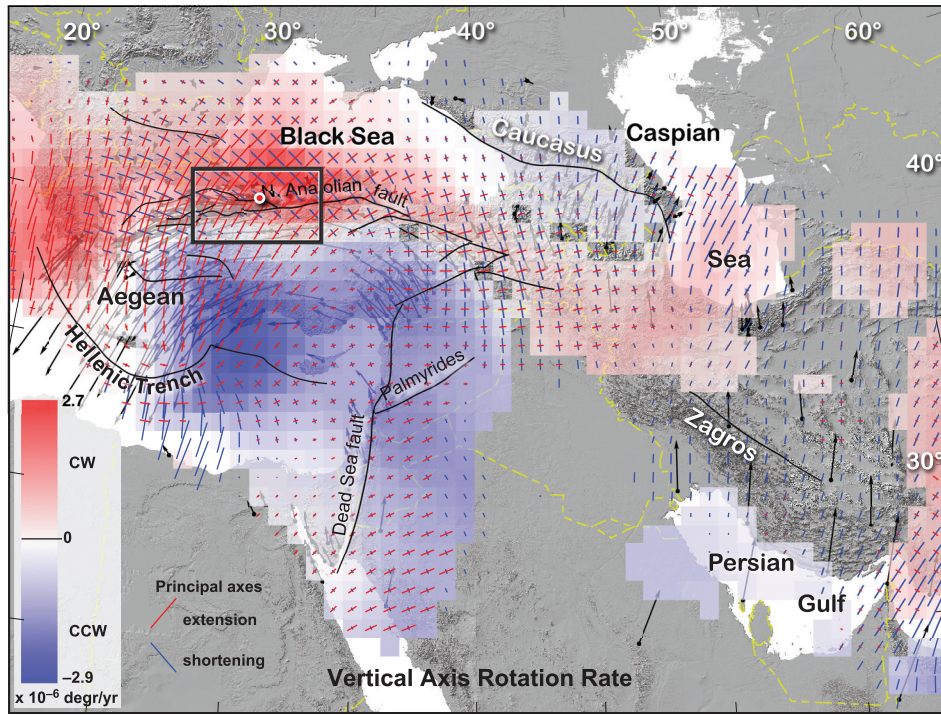 20°
30°
50°
60°
Black Sea
Caucasus
Caspian
40°
N. Anatolian fault
Sea
Aegean
Hellenic Trench
Palmyrides
2.7
Zagros
CW
30°
Dead Sea fault
0
Persian
Principal axes
extension
Gulf
CCW
shortening
Vertical Axis Rotation Rate
–2.9
x 10⁻⁶ degr/yr